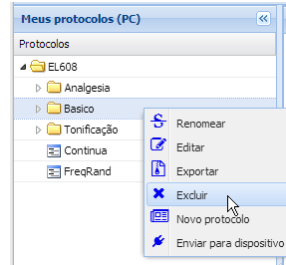 Meus protocolos (PC)
Protocolos
EL608
Analgesia
Basico
Tonificação
Continua
FreqRand
Renomear
Editar
Exportar
Excluir
Novo protocolo
Enviar para dispositivo